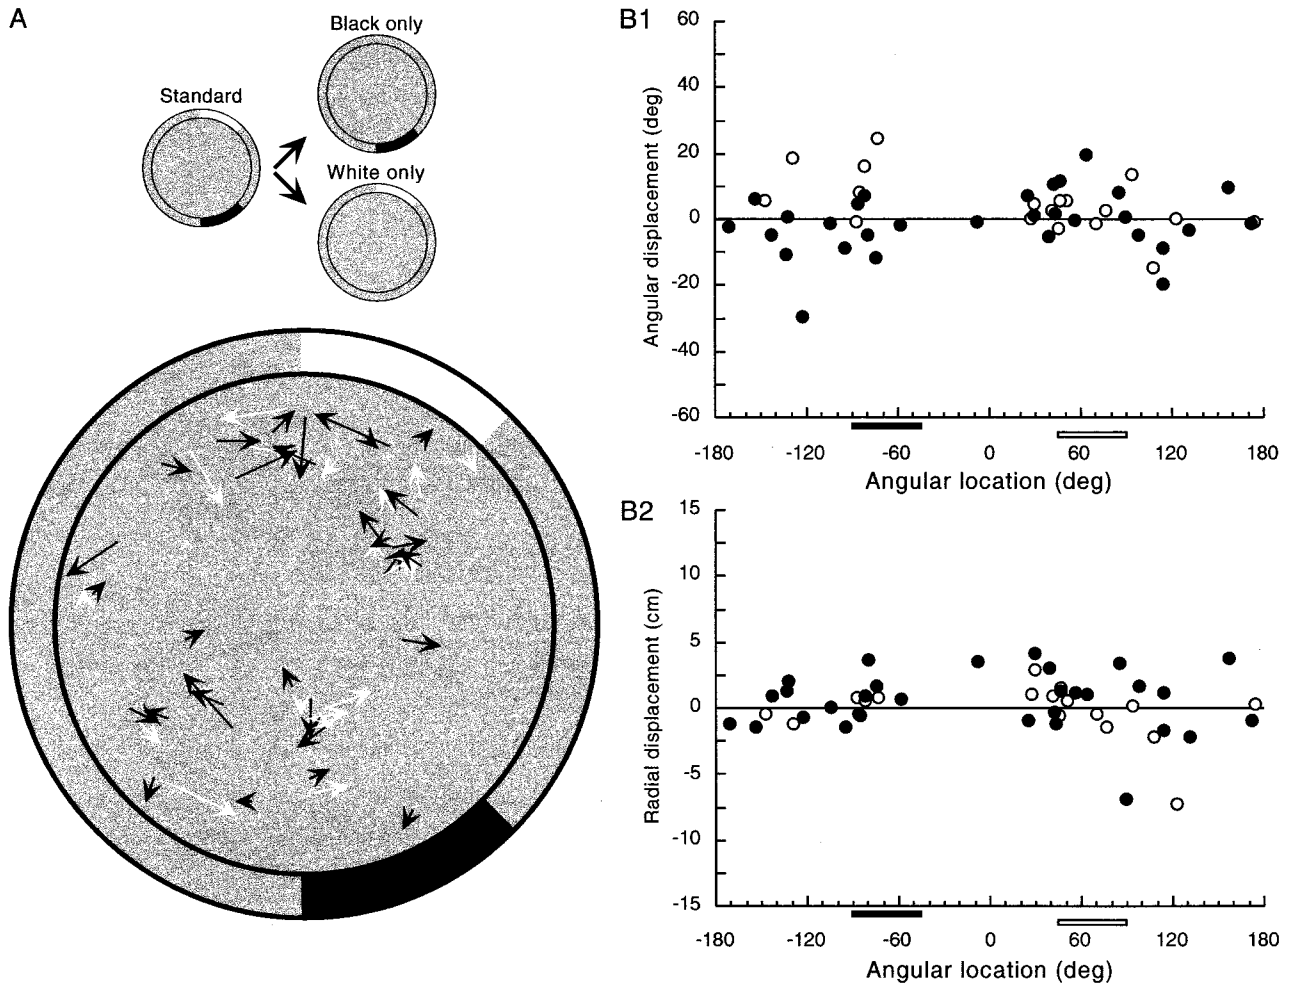 A
Black only
Standard
White only
B1
60
40
20
0
-20
-40
-60
Angular displacement (deg)
-180 -120 -60 0 60 120 180
Angular location (deg)
B2
15
10
5
0
-5
-10
-15
Radial displacement (cm)
-180 -120 -60 0 60 120 180
Angular location (deg)